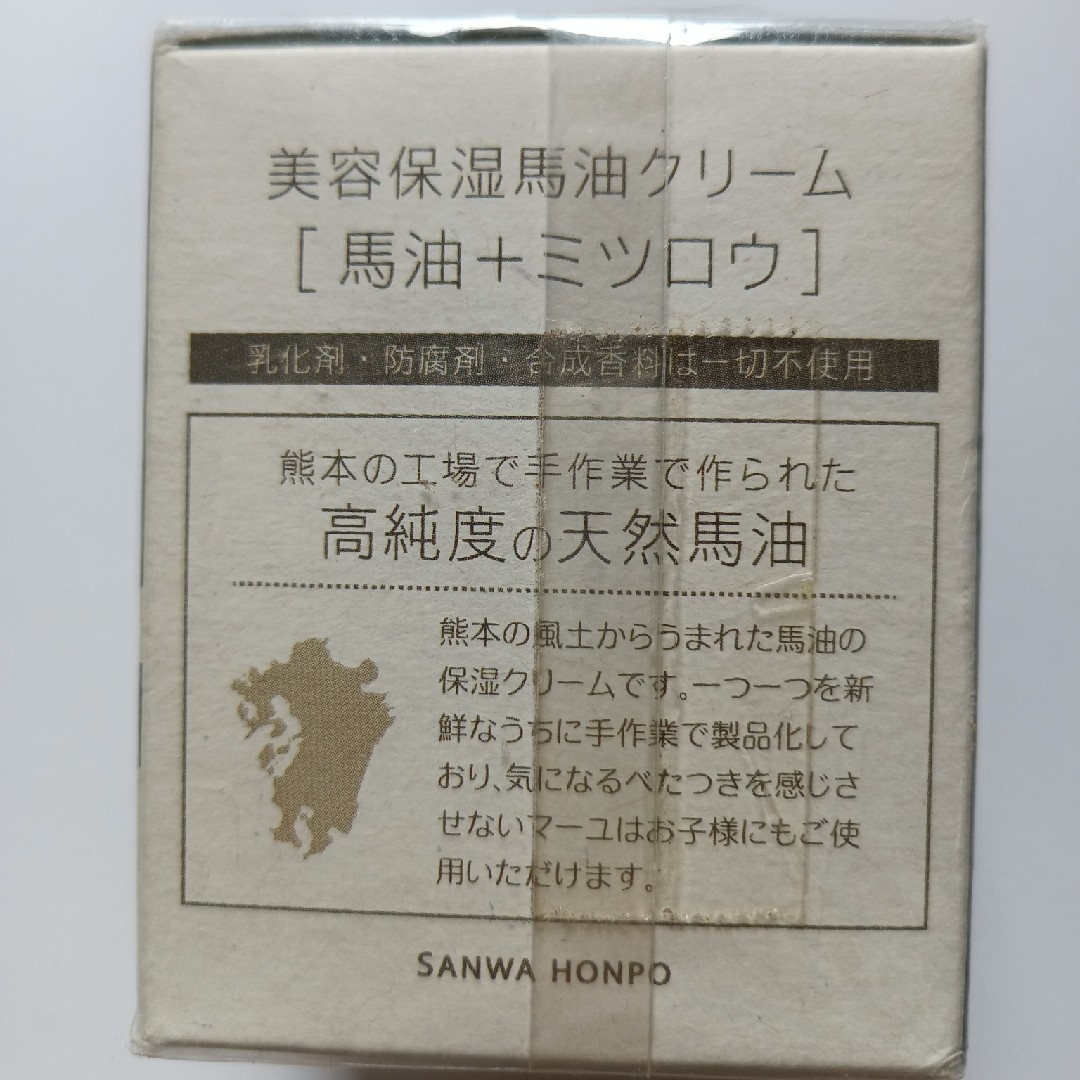 美容保湿馬油クリーム
[馬油＋ミツロウ]
乳化剤・防腐剤・合成香料は一切不使用
熊本の工場で手作業で作られた
高純度の天然馬油
熊本の風土からうまれた馬油の
保湿クリームです。一つ一つを新
鮮なうちに手作業で製品化して
おり、気になるべたつきを感じさ
せないマーユはお子様にもご使
用いただけます。
SANWA HONPO